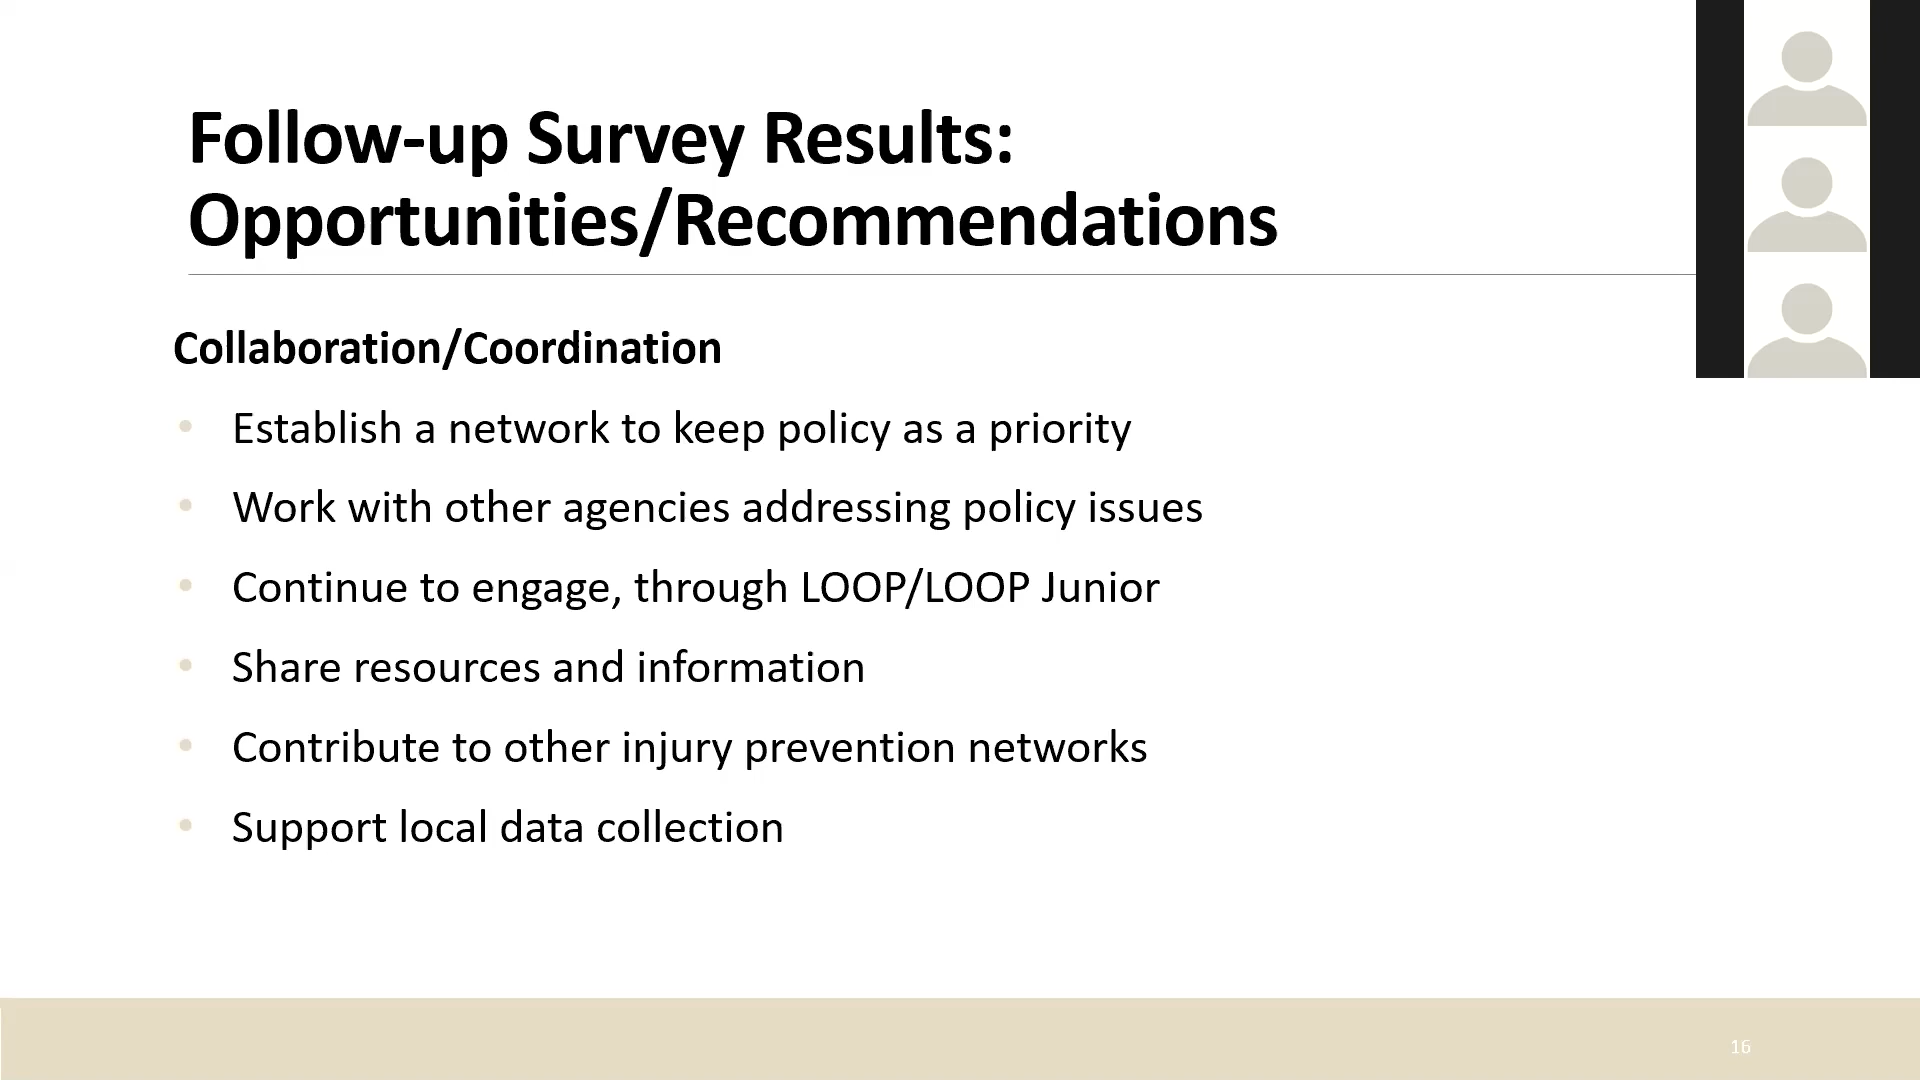 Follow-up Survey Results:
Opportunities/Recommendations
Collaboration/Coordination
• Establish a network to keep policy as a priority
• Work with other agencies addressing policy issues
• Continue to engage, through LOOP/LOOP Junior
• Share resources and information
• Contribute to other injury prevention networks
• Support local data collection
16